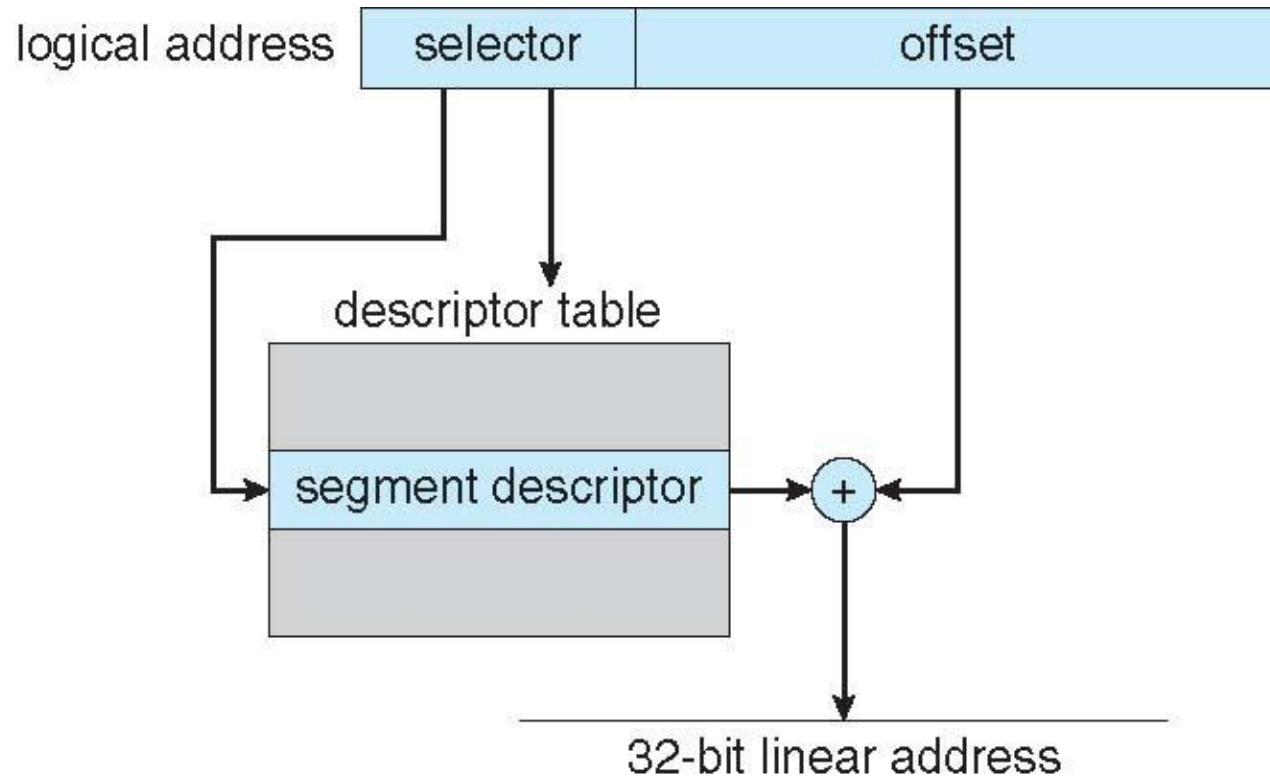 logical address selector offset
descriptor table
segment descriptor +
32-bit linear address